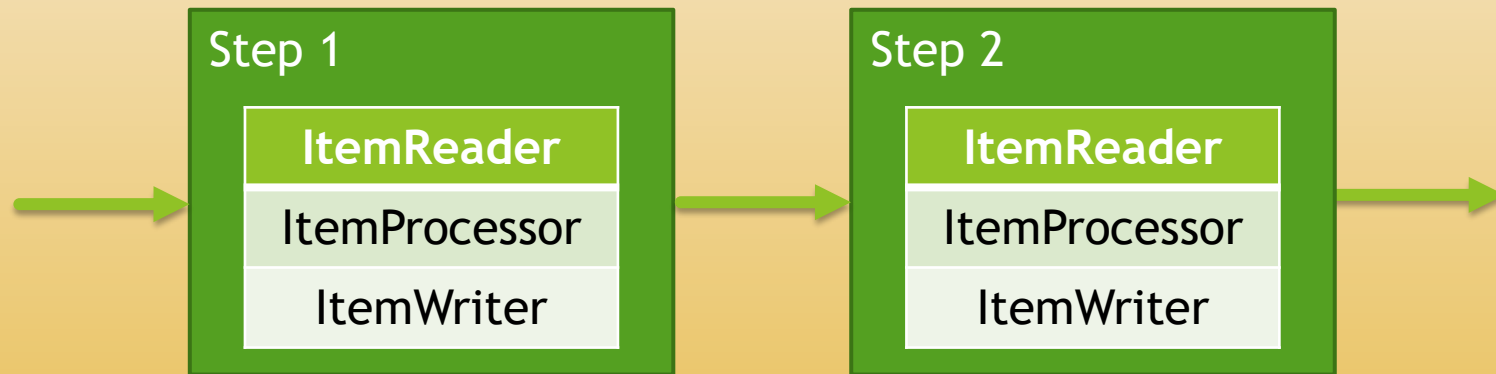 Step 1
ItemReader
ItemProcessor
ItemWriter
Step 2
ItemReader
ItemProcessor
ItemWriter